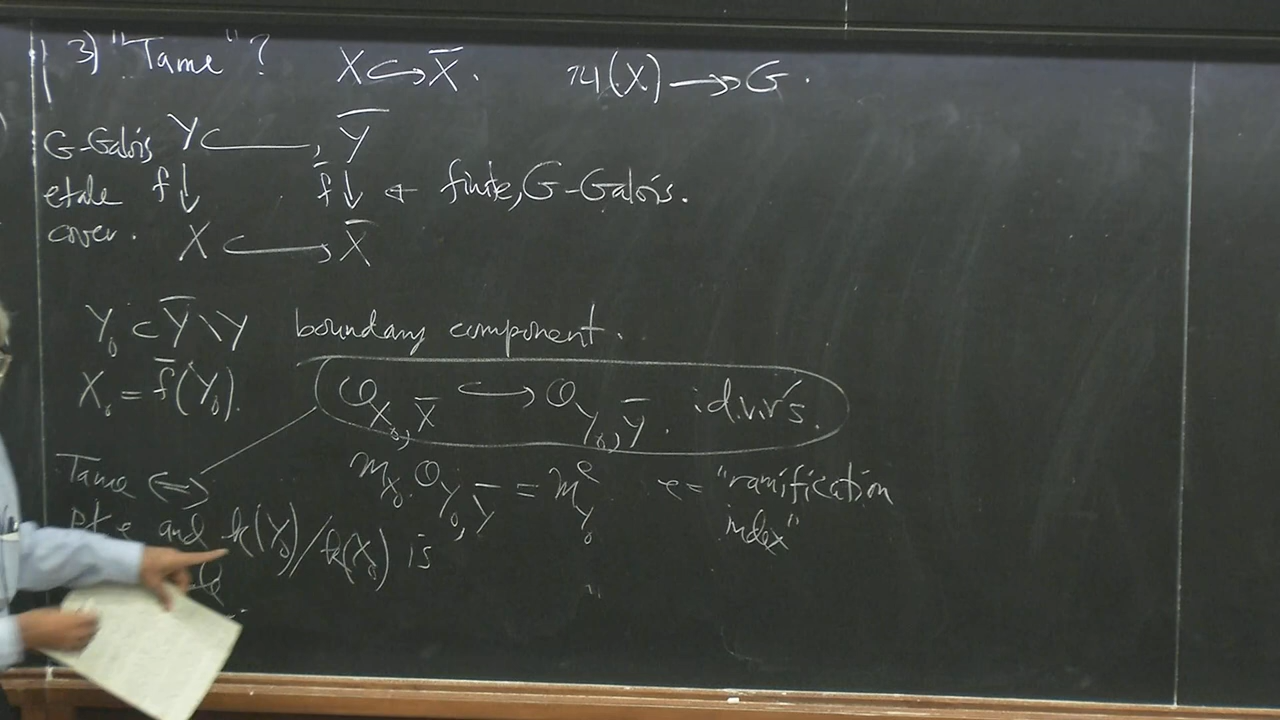 3) "Tame"? X ↪ X̄. π₁(X) ↠ G.
G-Galois Y ↪ Ȳ
etale f ↓ f̄ ↓ ← finite, G-Galois.
cover. X ↪ X̄
Y₀ ⊂ Ȳ \ Y boundary component.
X₀ = f̄(Y₀).
O_{X₀, X̄} ↪ O_{Y₀, Ȳ}. : d.v.r's.
m_{X₀} · O_{Y₀, Ȳ} = m_{Y₀}^e e = "ramification
index"
Tame ⟺
p∤e and k(Y₀)/k(X₀) is